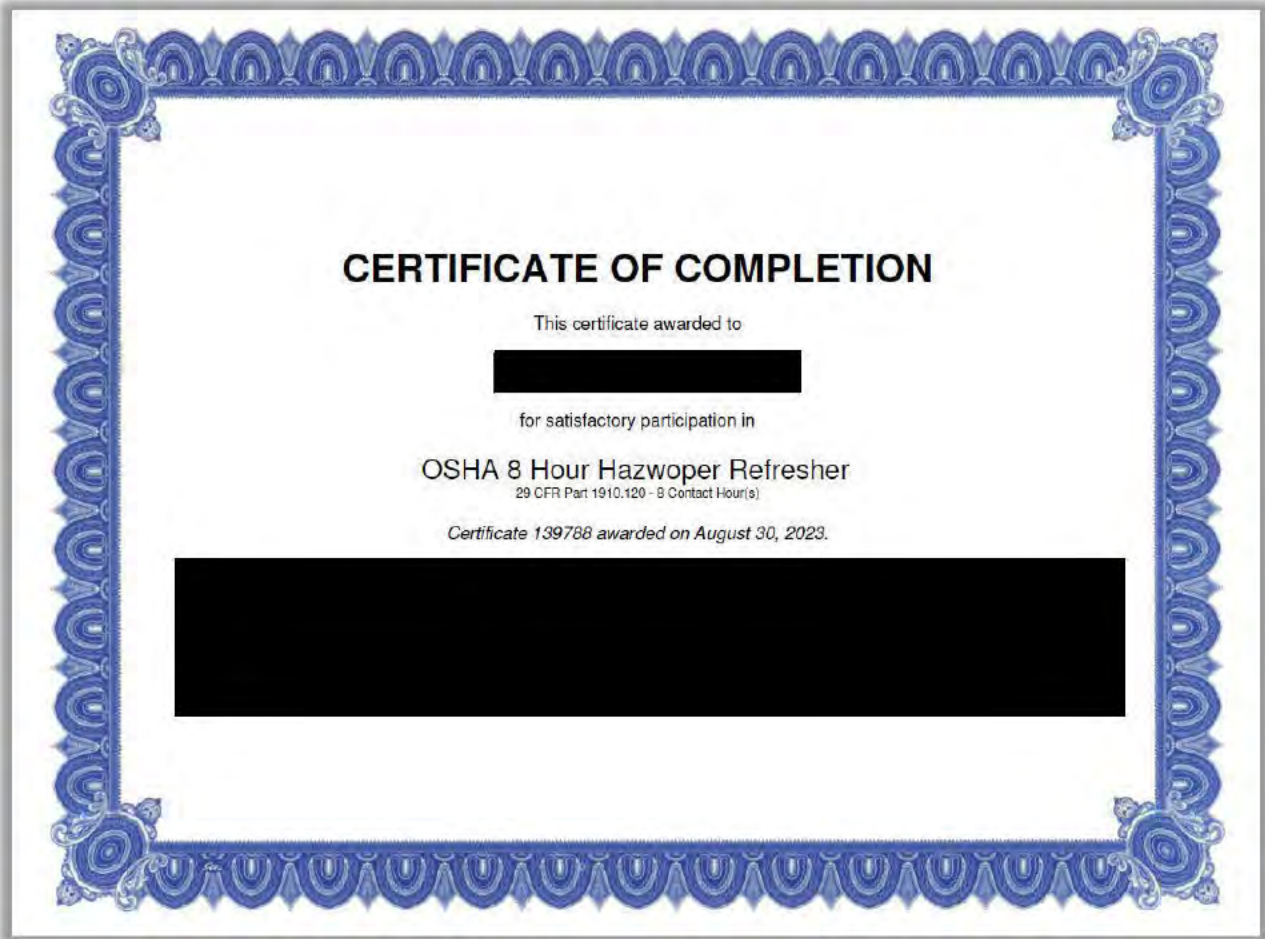 CERTIFICATE OF COMPLETION
This certificate awarded to
for satisfactory participation in
OSHA 8 Hour Hazwoper Refresher
29 CFR Part 1910.120 - 8 Contact Hour(s)
Certificate 139788 awarded on August 30, 2023.